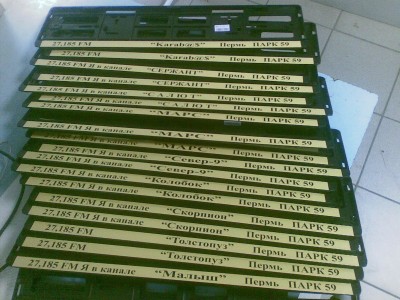 27.185 FM "Karab@$" Пермь ПАРК 59
27.185 FM "Karab@$" Пермь ПАРК 59
27.185 FM Я в канале "СЕРЖАНТ" Пермь ПАРК 59
27.185 FM Я в канале "СЕРЖАНТ" Пермь ПАРК 59
27.185 FM Я в канале "САЛЮТ" Пермь ПАРК 59
27.185 FM Я в канале "САЛЮТ" Пермь ПАРК 59
27.185 FM Я в канале "МАРС" Пермь ПАРК 59
27.185 FM Я в канале "МАРС" Пермь ПАРК 59
27.185 FM Я в канале "Север-9" Пермь ПАРК 59
27.185 FM Я в канале "Север-9" Пермь ПАРК 59
27.185 FM Я в канале "Колобок" Пермь ПАРК 59
27.185 FM Я в канале "Колобок" Пермь ПАРК 59
27.185 FM Я в канале "Скорпион" Пермь ПАРК 59
27.185 FM Я в канале "Скорпион" Пермь ПАРК 59
27.185 FM "Толстопуз" Пермь ПАРК 59
27.185 FM "Толстопуз" Пермь ПАРК 59
27.185 FM Я в канале "Малыш" Пермь ПАРК 59